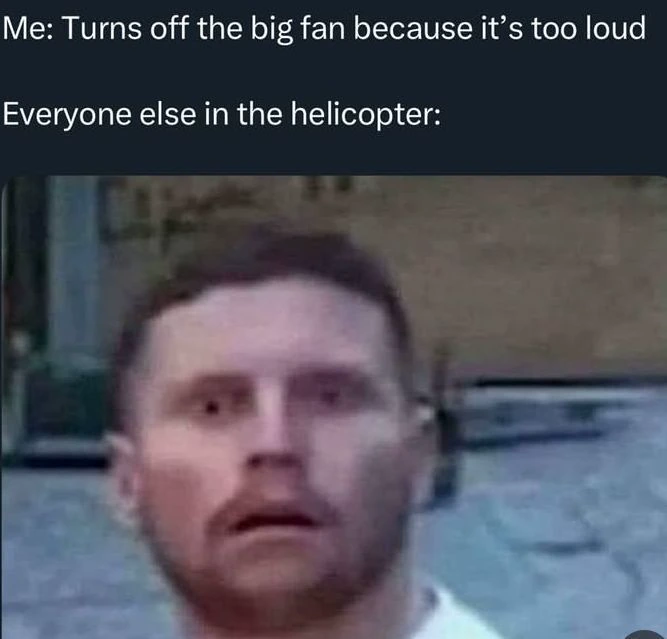 Me: Turns off the big fan because it’s too loud
Everyone else in the helicopter: